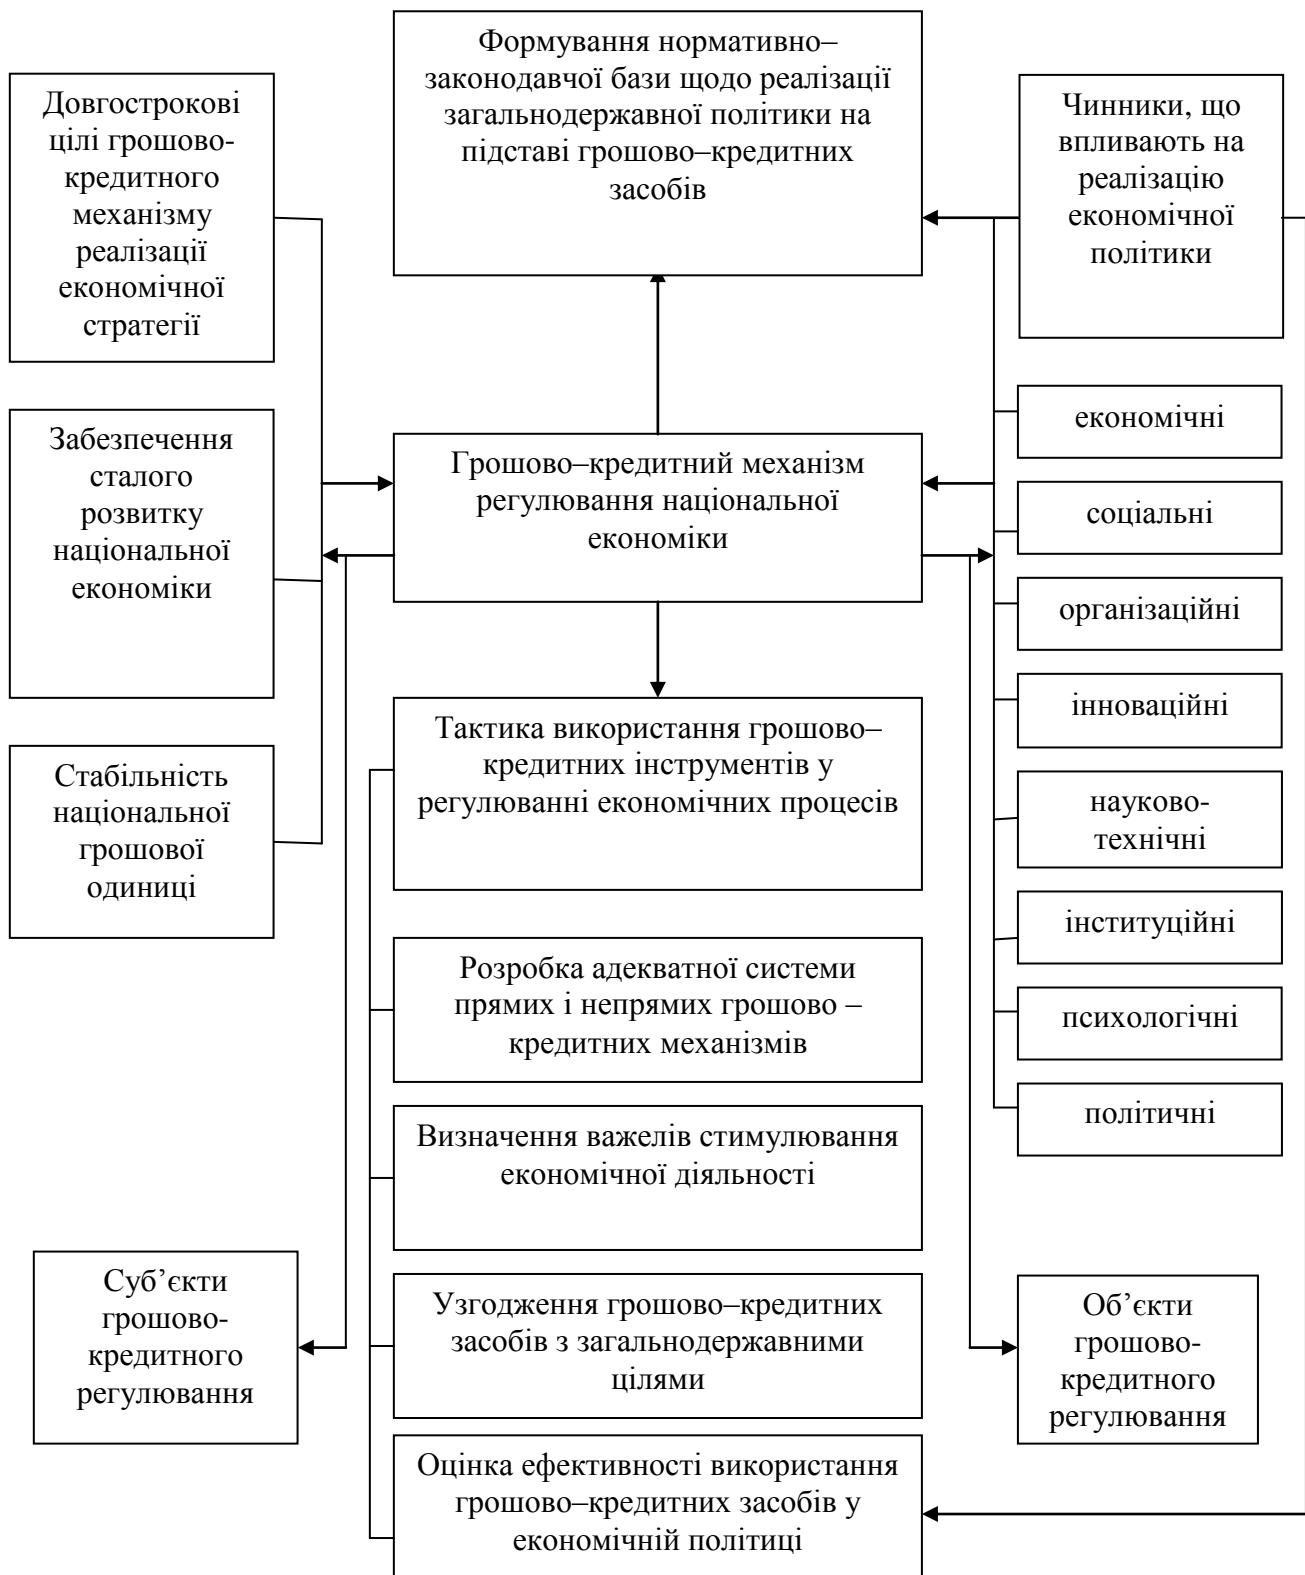 Формування нормативно–
законодавчої бази щодо реалізації
загальнодержавної політики на
підставі грошово–кредитних
засобів
Довгострокові
цілі грошово-
кредитного
механізму
реалізації
економічної
стратегії
Чинники, що
впливають на
реалізацію
економічної
політики
Забезпечення
сталого
розвитку
національної
економіки
Грошово–кредитний механізм
регулювання національної
економіки
економічні
соціальні
організаційні
інноваційні
науково-
технічні
інституційні
психологічні
політичні
Стабільність
національної
грошової
одиниці
Тактика використання грошово–
кредитних інструментів у
регулюванні економічних процесів
Розробка адекватної системи
прямих і непрямих грошово –
кредитних механізмів
Визначення важелів стимулювання
економічної діяльності
Суб’єкти
грошово-
кредитного
регулювання
Узгодження грошово–кредитних
засобів з загальнодержавними
цілями
Об’єкти
грошово-
кредитного
регулювання
Оцінка ефективності використання
грошово–кредитних засобів у
економічній політиці